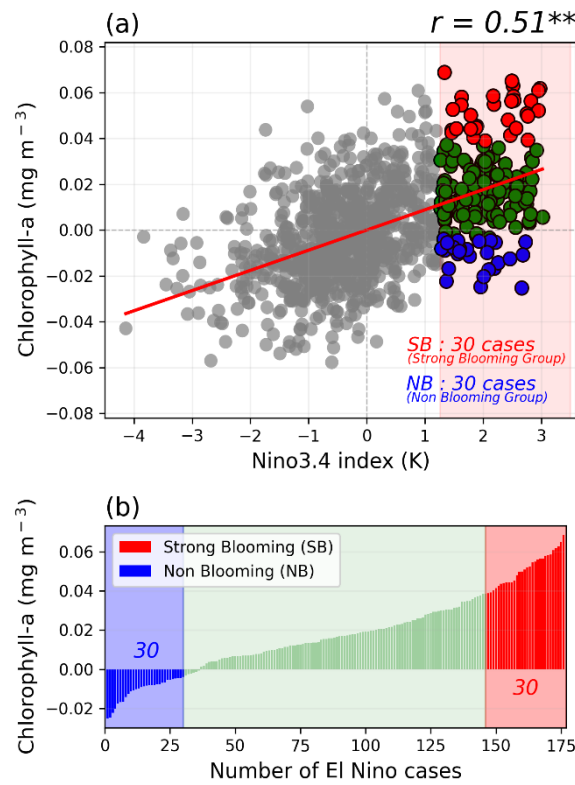 (a)
r = 0.51**
Chlorophyll-a (mg m⁻³)
0.08
0.06
0.04
0.02
0.00
−0.02
−0.04
−0.06
−0.08
SB : 30 cases
(Strong Blooming Group)
NB : 30 cases
(Non Blooming Group)
−4 −3 −2 −1 0 1 2 3
Nino3.4 index (K)
(b)
Chlorophyll-a (mg m⁻³)
0.06
0.04
0.02
0.00
−0.02
Strong Blooming (SB)
Non Blooming (NB)
30
30
0 25 50 75 100 125 150 175
Number of El Nino cases